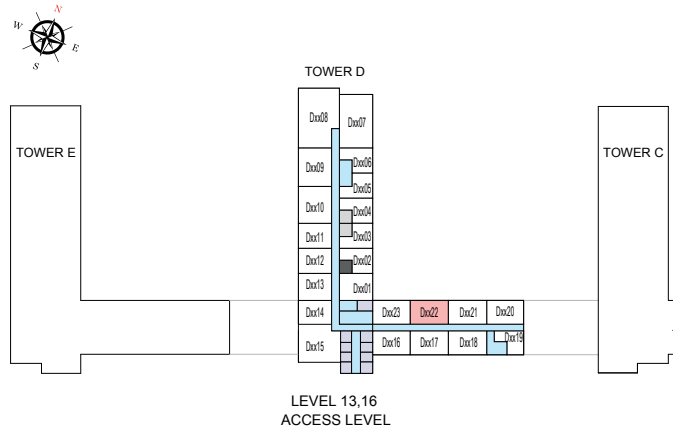 N
W
E
S
TOWER D
TOWER E
TOWER C
Dxx08
Dxx07
Dxx09
Dxx06
Dxx05
Dxx10
Dxx04
Dxx11
Dxx03
Dxx12
Dxx02
Dxx13
Dxx01
Dxx14
Dxx23
Dxx22
Dxx21
Dxx20
Dxx15
Dxx16
Dxx17
Dxx18
Dxx19
LEVEL 13,16
ACCESS LEVEL